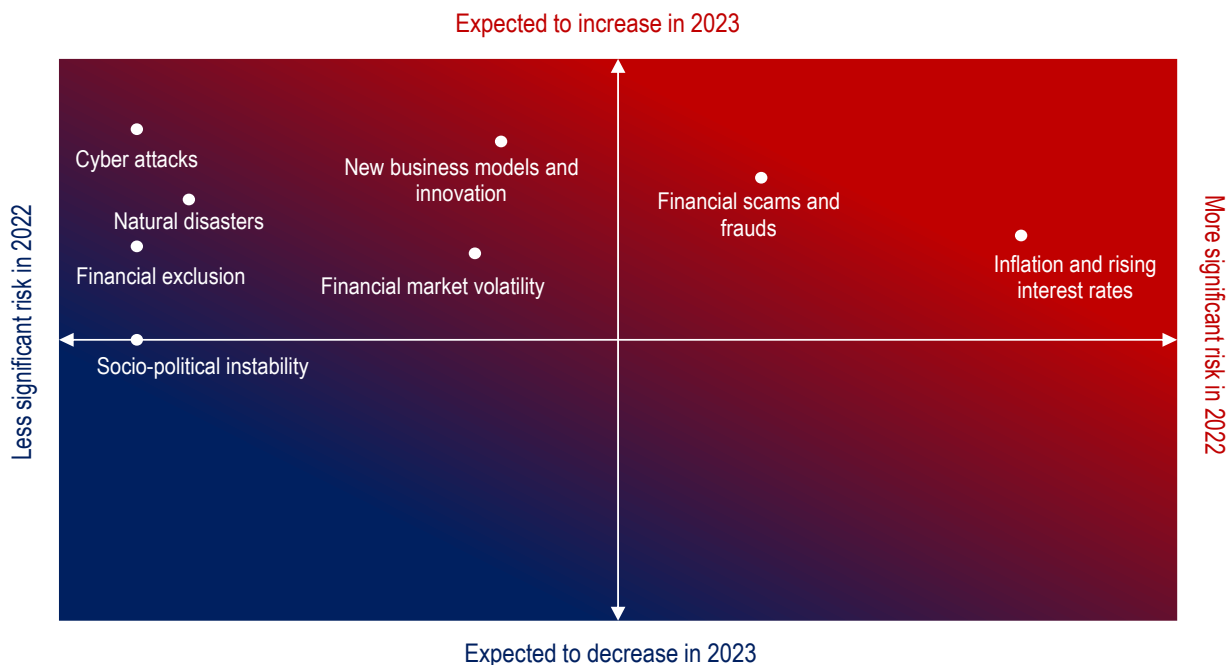 Expected to increase in 2023
Cyber attacks
New business models and
innovation
Natural disasters
Financial scams and
frauds
Financial exclusion
Financial market volatility
Inflation and rising
interest rates
Socio-political instability
Less significant risk in 2022
More significant risk in 2022
Expected to decrease in 2023